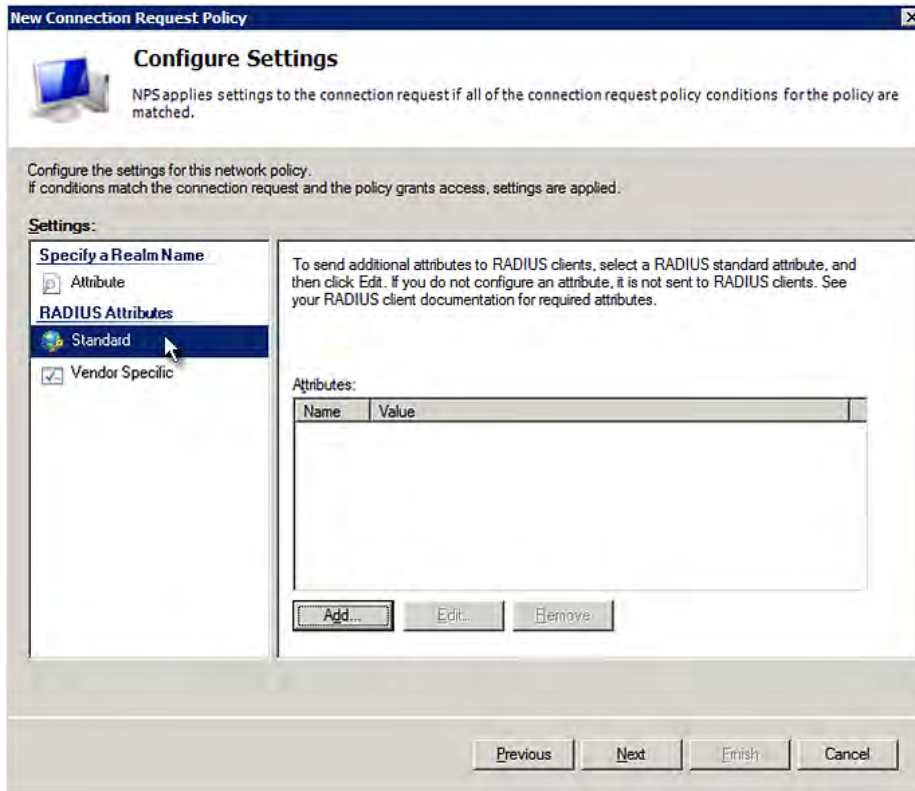 New Connection Request Policy
Configure Settings
NPS applies settings to the connection request if all of the connection request policy conditions for the policy are
matched.
Configure the settings for this network policy.
If conditions match the connection request and the policy grants access, settings are applied.
Settings:
Specify a Realm Name
Attribute
RADIUS Attributes
Standard
Vendor Specific
To send additional attributes to RADIUS clients, select a RADIUS standard attribute, and
then click Edit. If you do not configure an attribute, it is not sent to RADIUS clients. See
your RADIUS client documentation for required attributes.
Attributes:
Name Value
Add... Edit... Remove
Previous Next Finish Cancel